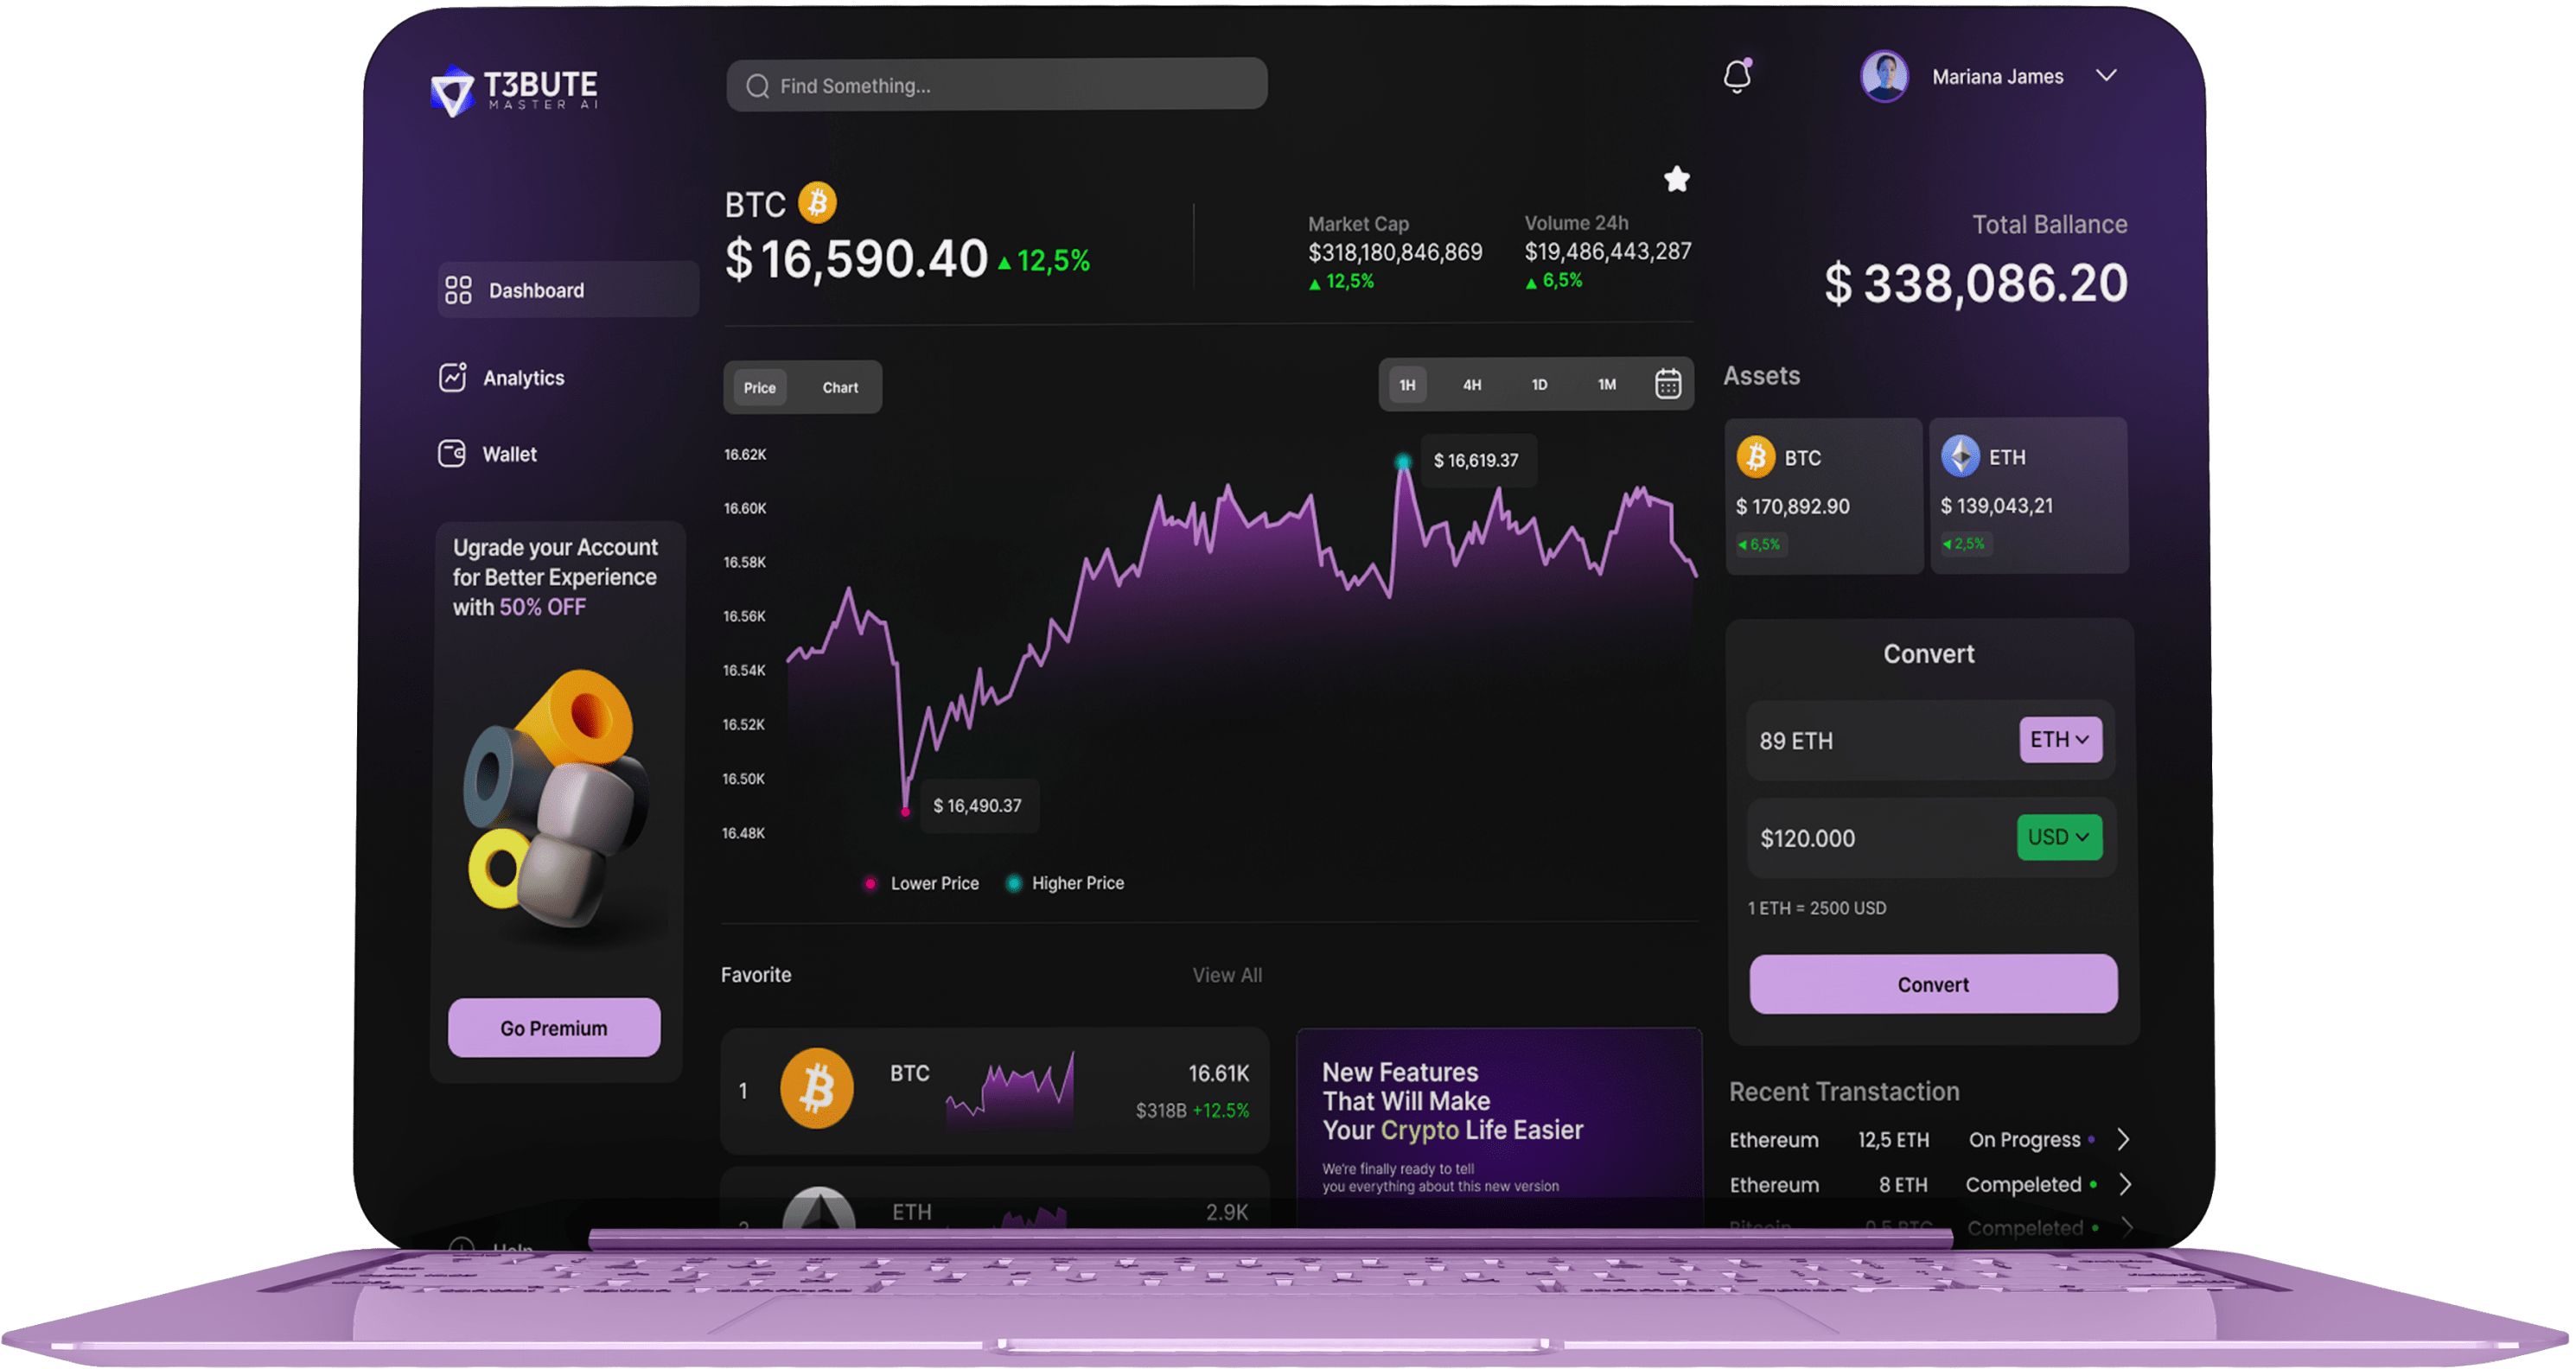 T3BUTE
MASTER AI
Find Something...
Mariana James
BTC
$ 16,590.40 ▲ 12,5%
Market Cap
$318,180,846,869
▲ 12,5%
Volume 24h
$19,486,443,287
▲ 6,5%
Total Ballance
$ 338,086.20
Dashboard
Analytics
Wallet
Ugrade your Account
for Better Experience
with 50% OFF
Go Premium
Help
Price
Chart
1H
4H
1D
1M
16.62K
16.60K
16.58K
16.56K
16.54K
16.52K
16.50K
16.48K
$ 16,619.37
$ 16,490.37
Lower Price
Higher Price
Assets
BTC
$ 170,892.90
◀ 6,5%
ETH
$ 139,043,21
◀ 2,5%
Convert
89 ETH
ETH
$120.000
USD
1 ETH = 2500 USD
Convert
Favorite
View All
1
BTC
16.61K
$318B +12.5%
2
ETH
2.9K
New Features
That Will Make
Your Crypto Life Easier
We're finally ready to tell
you everything about this new version
Recent Transtaction
Ethereum 12,5 ETH On Progress
Ethereum 8 ETH Compeleted
Bitcoin 0,5 BTC Compeleted